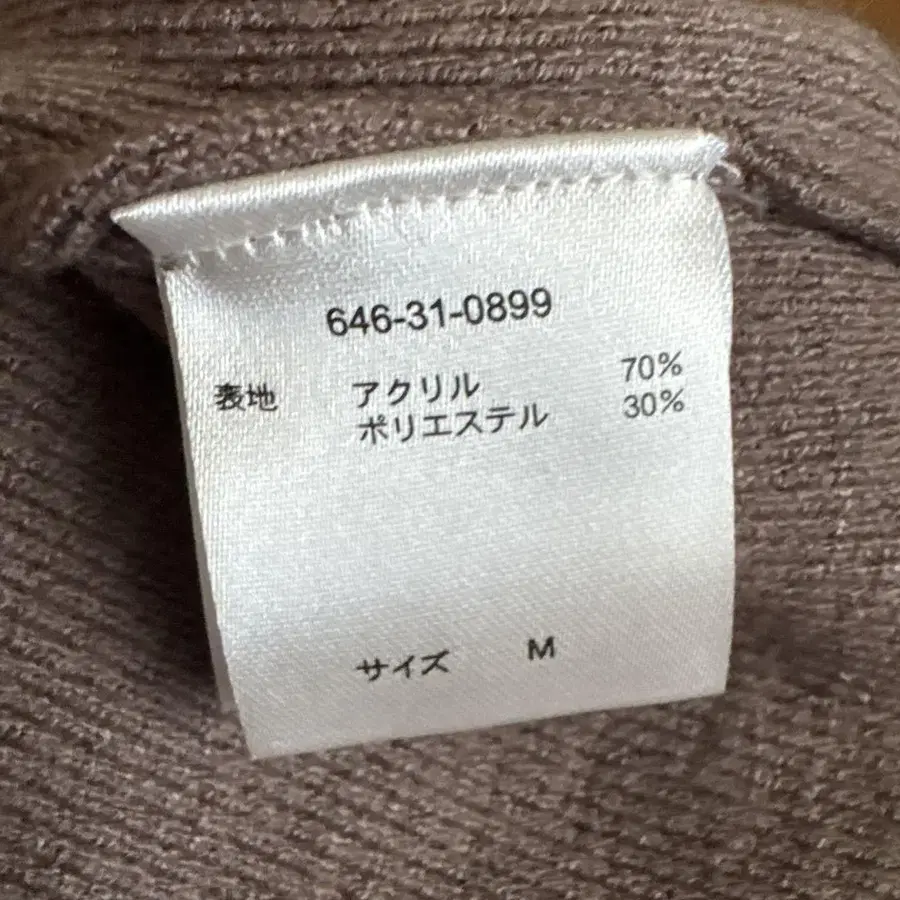 646-31-0899
表地 アクリル 70%
ポリエステル 30%
サイズ M